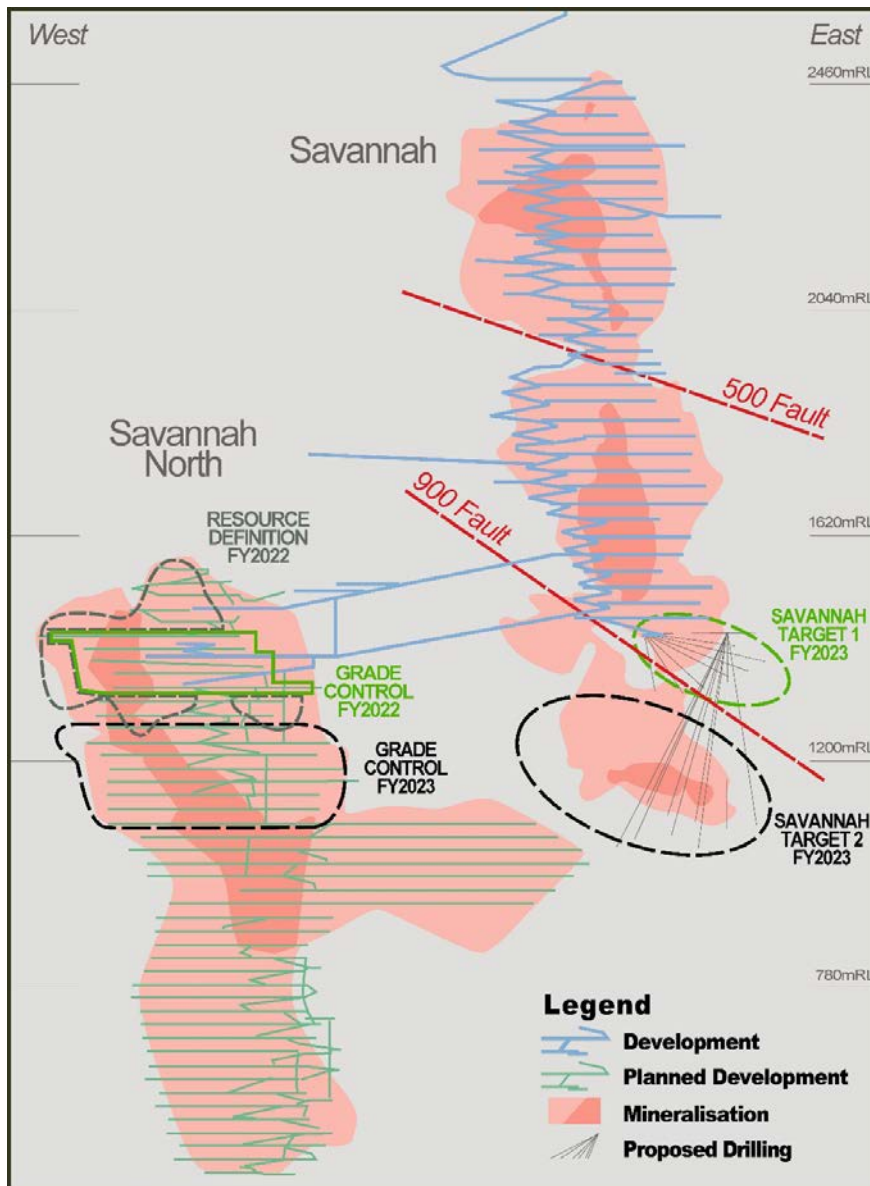 West
East
2460mRL
Savannah
2040mRL
500 Fault
Savannah
North
900 Fault
1620mRL
RESOURCE
DEFINITION
FY2022
SAVANNAH
TARGET 1
FY2023
GRADE
CONTROL
FY2022
GRADE
CONTROL
FY2023
1200mRL
SAVANNAH
TARGET 2
FY2023
780mRL
Legend
Development
Planned Development
Mineralisation
Proposed Drilling